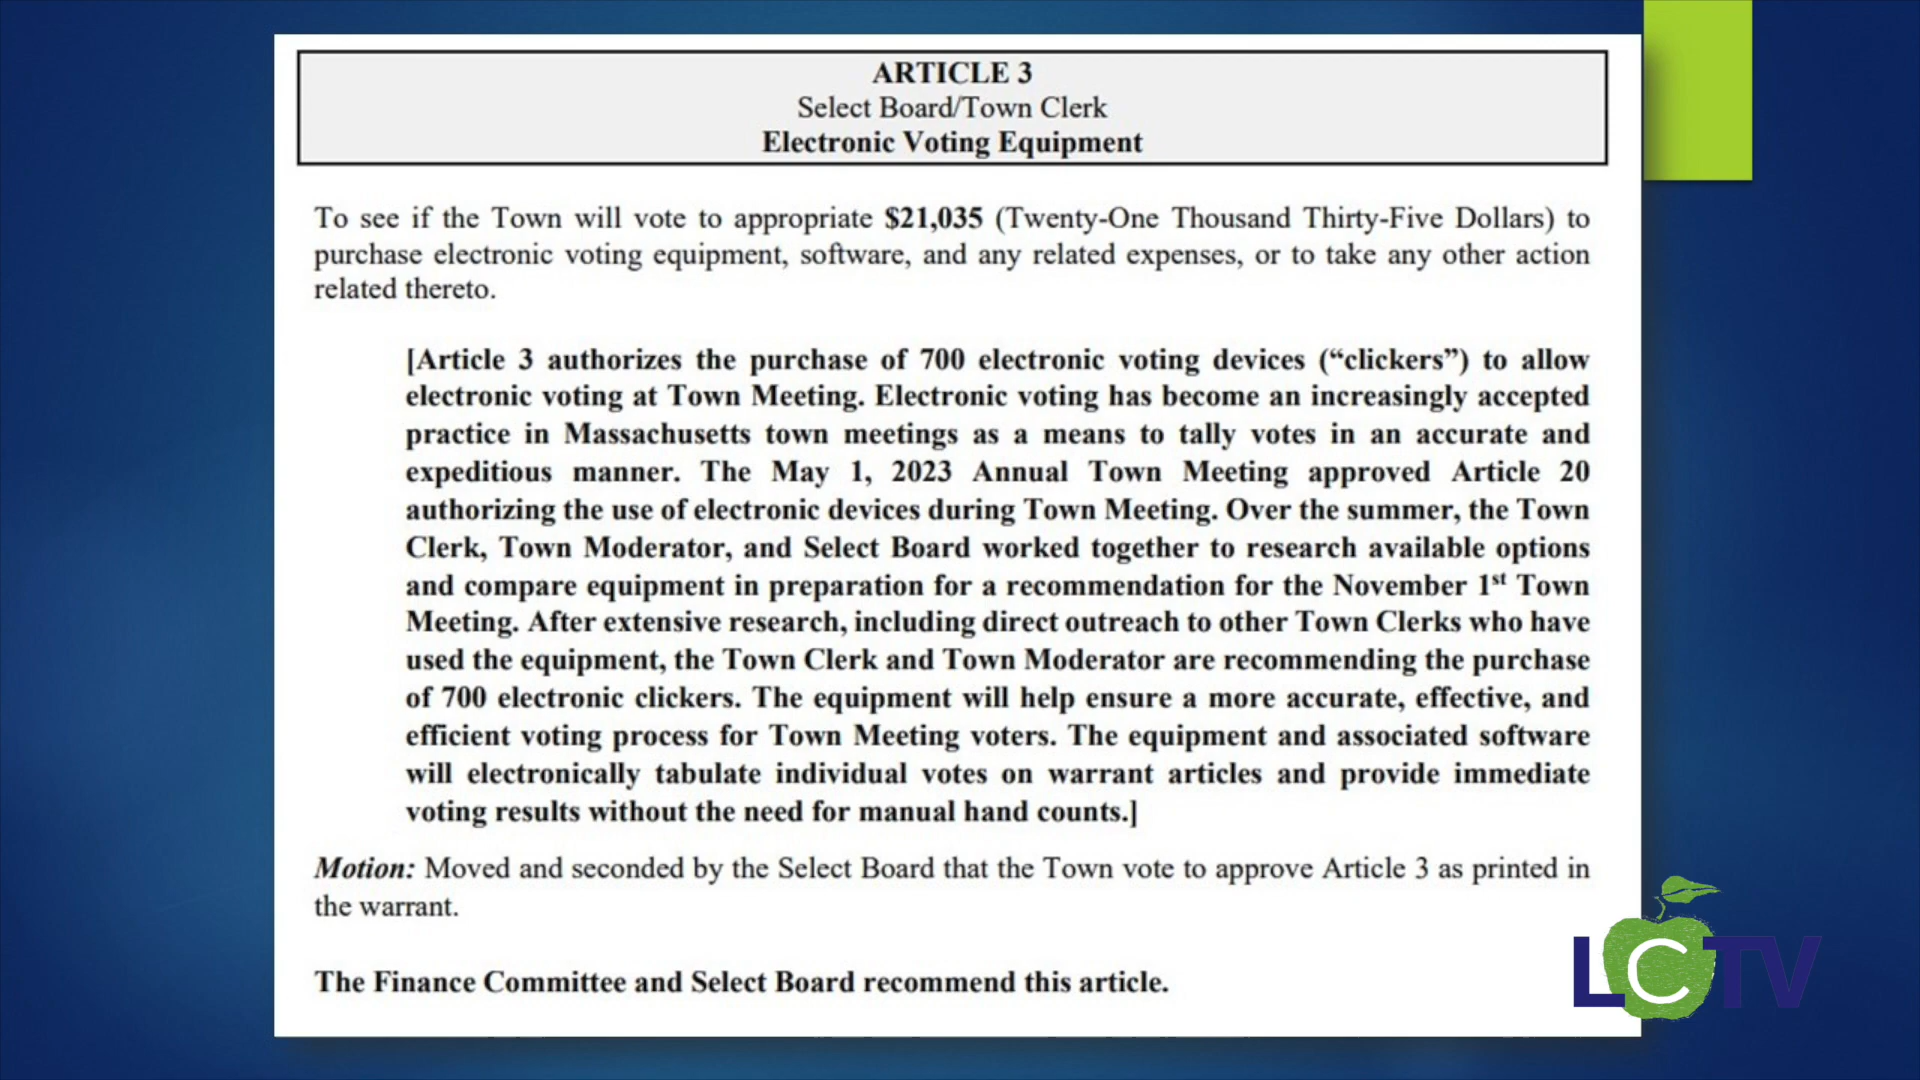 ARTICLE 3
Select Board/Town Clerk
Electronic Voting Equipment
To see if the Town will vote to appropriate $21,035 (Twenty-One Thousand Thirty-Five Dollars) to
purchase electronic voting equipment, software, and any related expenses, or to take any other action
related thereto.
[Article 3 authorizes the purchase of 700 electronic voting devices (“clickers”) to allow
electronic voting at Town Meeting. Electronic voting has become an increasingly accepted
practice in Massachusetts town meetings as a means to tally votes in an accurate and
expeditious manner. The May 1, 2023 Annual Town Meeting approved Article 20
authorizing the use of electronic devices during Town Meeting. Over the summer, the Town
Clerk, Town Moderator, and Select Board worked together to research available options
and compare equipment in preparation for a recommendation for the November 1st Town
Meeting. After extensive research, including direct outreach to other Town Clerks who have
used the equipment, the Town Clerk and Town Moderator are recommending the purchase
of 700 electronic clickers. The equipment will help ensure a more accurate, effective, and
efficient voting process for Town Meeting voters. The equipment and associated software
will electronically tabulate individual votes on warrant articles and provide immediate
voting results without the need for manual hand counts.]
Motion: Moved and seconded by the Select Board that the Town vote to approve Article 3 as printed in
the warrant.
The Finance Committee and Select Board recommend this article.
LCTV